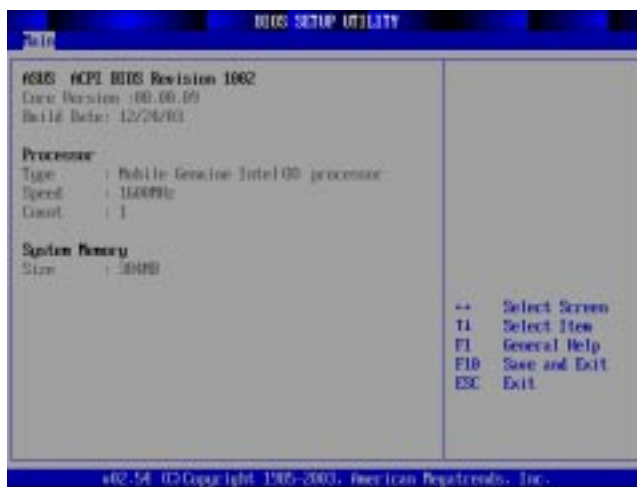 BIOS SETUP UTILITY
Main
ASUS ACPI BIOS Revision 1002
Core Version :08.00.09
Build Date: 12/24/03
Processor
Type : Mobile Genuine Intel(R) processor
Speed : 1600MHz
Count : 1
System Memory
Size : 304MB
↔ Select Screen
↑↓ Select Item
F1 General Help
F10 Save and Exit
ESC Exit
v02.54 (C)Copyright 1985-2003, American Megatrends, Inc.